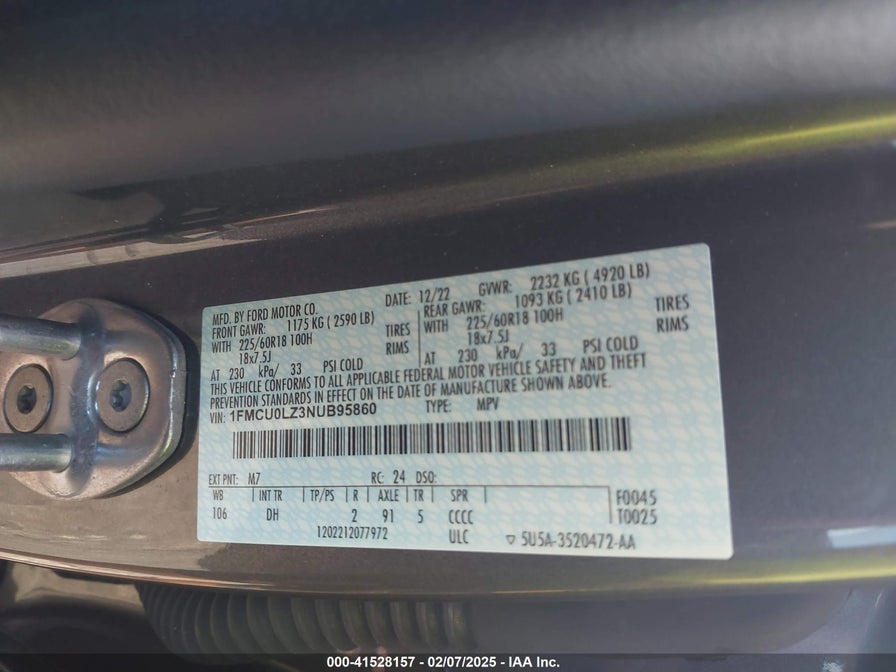 MFD. BY FORD MOTOR CO. DATE: 12/22 GVWR: 2232 KG ( 4920 LB)
FRONT GAWR: 1175 KG ( 2590 LB) REAR GAWR: 1093 KG ( 2410 LB)
WITH 225/60R18 100H TIRES WITH 225/60R18 100H TIRES
18x7.5J RIMS 18x7.5J RIMS
AT 230 kPa/ 33 PSI COLD AT 230 kPa/ 33 PSI COLD
THIS VEHICLE CONFORMS TO ALL APPLICABLE FEDERAL MOTOR VEHICLE SAFETY AND THEFT
PREVENTION STANDARDS IN EFFECT ON THE DATE OF MANUFACTURE SHOWN ABOVE.
VIN: 1FMCU0LZ3NUB95860 TYPE: MPV
EXT PNT: M7 RC: 24 DSO:
WB INT TR TP/PS R AXLE TR SPR F0045
106 DH 2 91 5 CCCC T0025
1202212077972 ULC ▽ 5U5A-3520472-AA
000-41528157 - 02/07/2025 - IAA Inc.